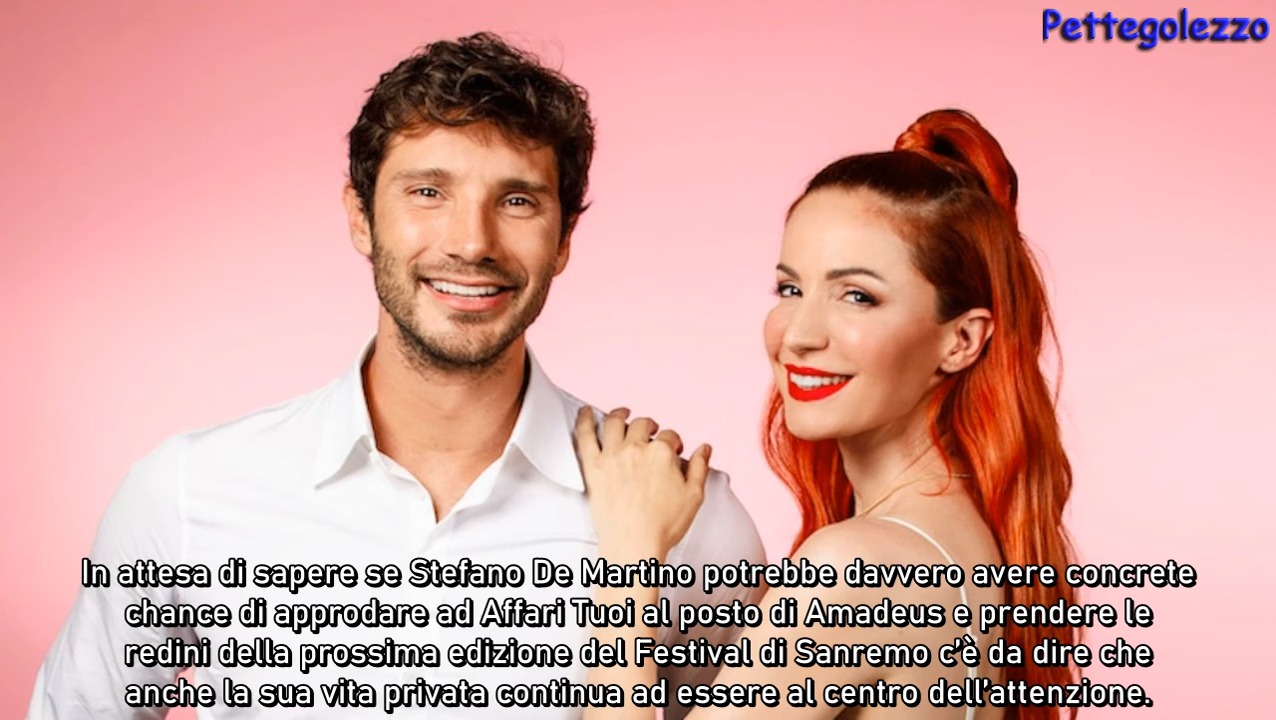 Pettegolezzo
In attesa di sapere se Stefano De Martino potrebbe davvero avere concrete
chance di approdare ad Affari Tuoi al posto di Amadeus e prendere le
redini della prossima edizione del Festival di Sanremo c'è da dire che
anche la sua vita privata continua ad essere al centro dell'attenzione.